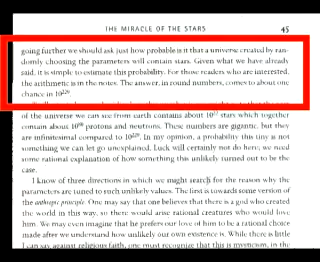 THE MIRACLE OF THE STARS 45
going further we should ask just how probable is it that a universe created by ran-
domly choosing the parameters will contain stars. Given what we have already
said, it is simple to estimate this probability. For those readers who are interested,
the arithmetic is in the notes. The answer, in round numbers, comes to about one
chance in 10²²⁹.
of the universe we can see from earth contains about 10²² stars which together
contain about 10⁸⁰ protons and neutrons. These numbers are gigantic, but they
are infinitesimal compared to 10²²⁹. In my opinion, a probability this tiny is not
something we can let go unexplained. Luck will certainly not do here; we need
some rational explanation of how something this unlikely turned out to be the
case.
I know of three directions in which we might search for the reason why the
parameters are tuned to such unlikely values. The first is towards some version of
the anthropic principle. One may say that one believes that there is a god who created
the world in this way, so there would arise rational creatures who would love
him. We may even imagine that he prefers our love of him to be a rational choice
made after we understand how unlikely our own existence is. While there is little
I can say against religious faith, one must recognize that this is mysticism, in the